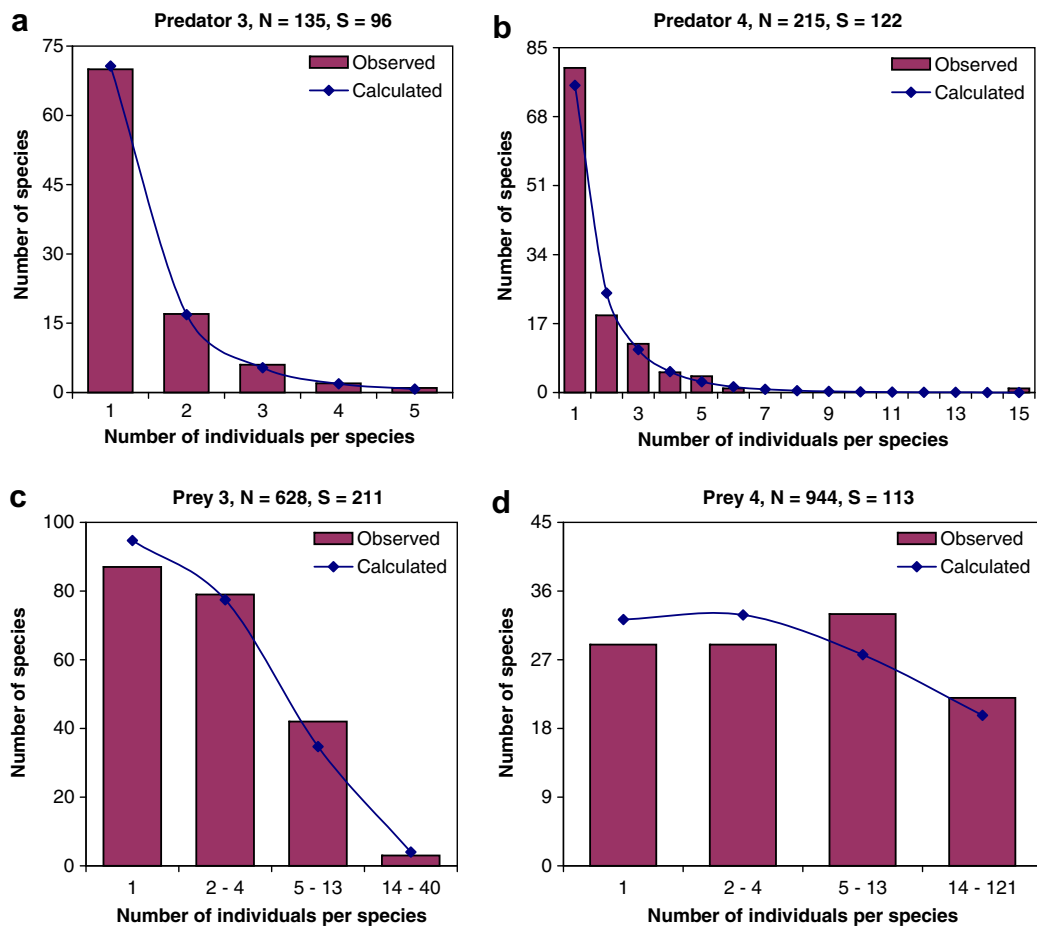 a
Predator 3, N = 135, S = 96
75
60
45
30
15
0
Number of species
Observed
Calculated
1 2 3 4 5
Number of individuals per species
b
Predator 4, N = 215, S = 122
85
68
51
34
17
0
Number of species
Observed
Calculated
1 3 5 7 9 11 13 15
Number of individuals per species
c
Prey 3, N = 628, S = 211
100
80
60
40
20
0
Number of species
Observed
Calculated
1 2 - 4 5 - 13 14 - 40
Number of individuals per species
d
Prey 4, N = 944, S = 113
45
36
27
18
9
0
Number of species
Observed
Calculated
1 2 - 4 5 - 13 14 - 121
Number of individuals per species